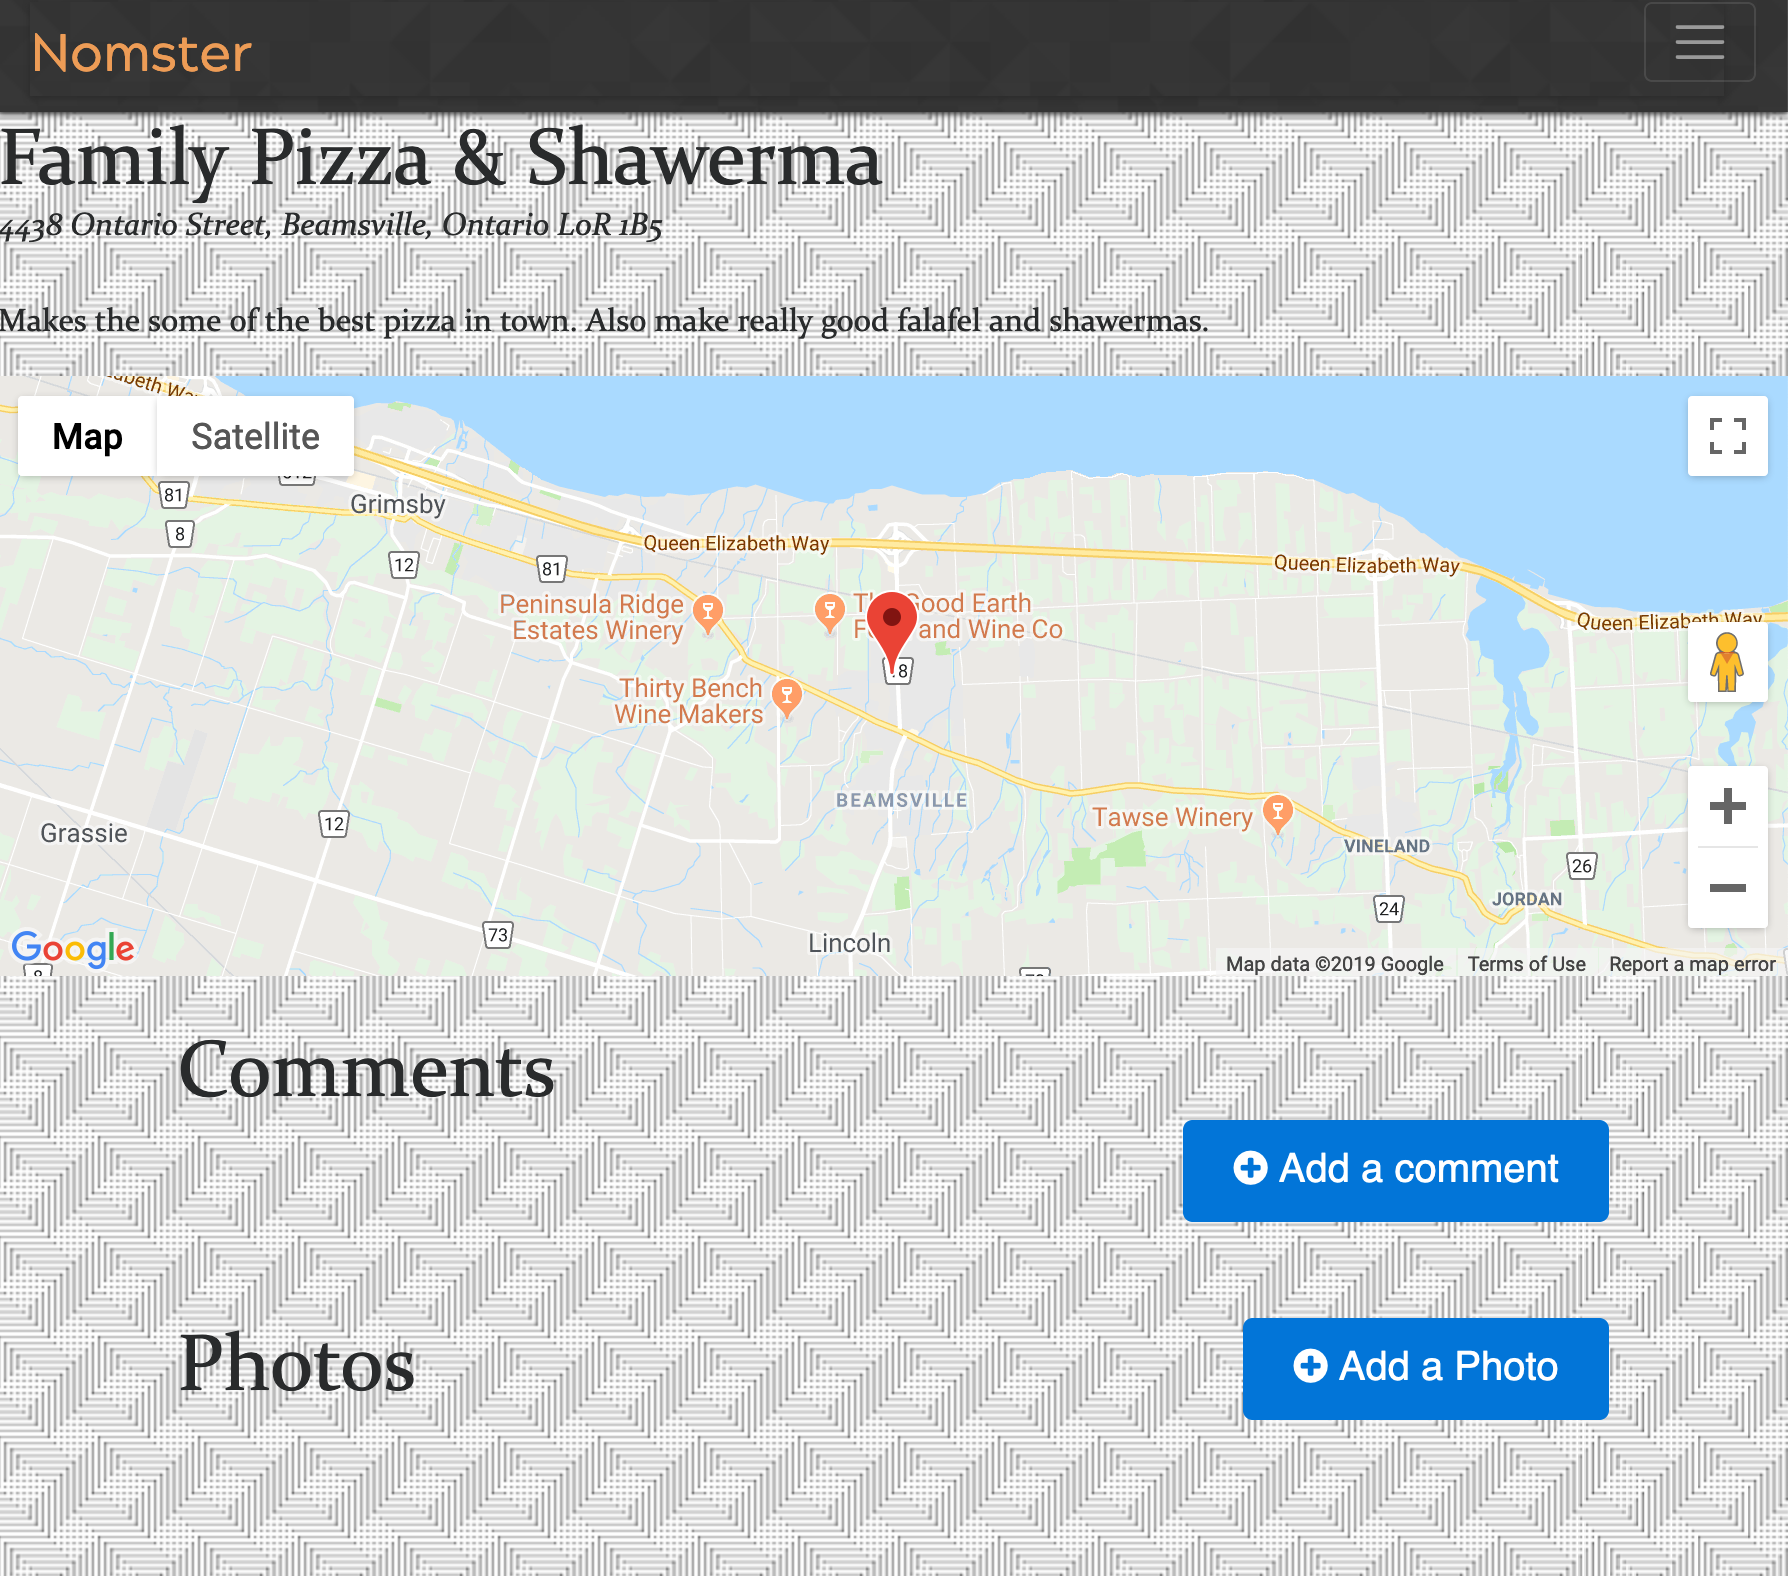 Nomster
Family Pizza & Shawerma
4438 Ontario Street, Beamsville, Ontario L0R 1B5
Makes the some of the best pizza in town. Also make really good falafel and shawermas.
Map
Satellite
81
8
Grimsby
12
81
Queen Elizabeth Way
Queen Elizabeth Way
Queen Elizabeth Way
Peninsula Ridge
Estates Winery
Good Earth
and Wine Co
Thirty Bench
Wine Makers
BEAMSVILLE
Tawse Winery
VINELAND
JORDAN
26
24
Grassie
12
73
Lincoln
8
Google
Map data ©2019 Google
Terms of Use
Report a map error
Comments
Add a comment
Photos
Add a Photo